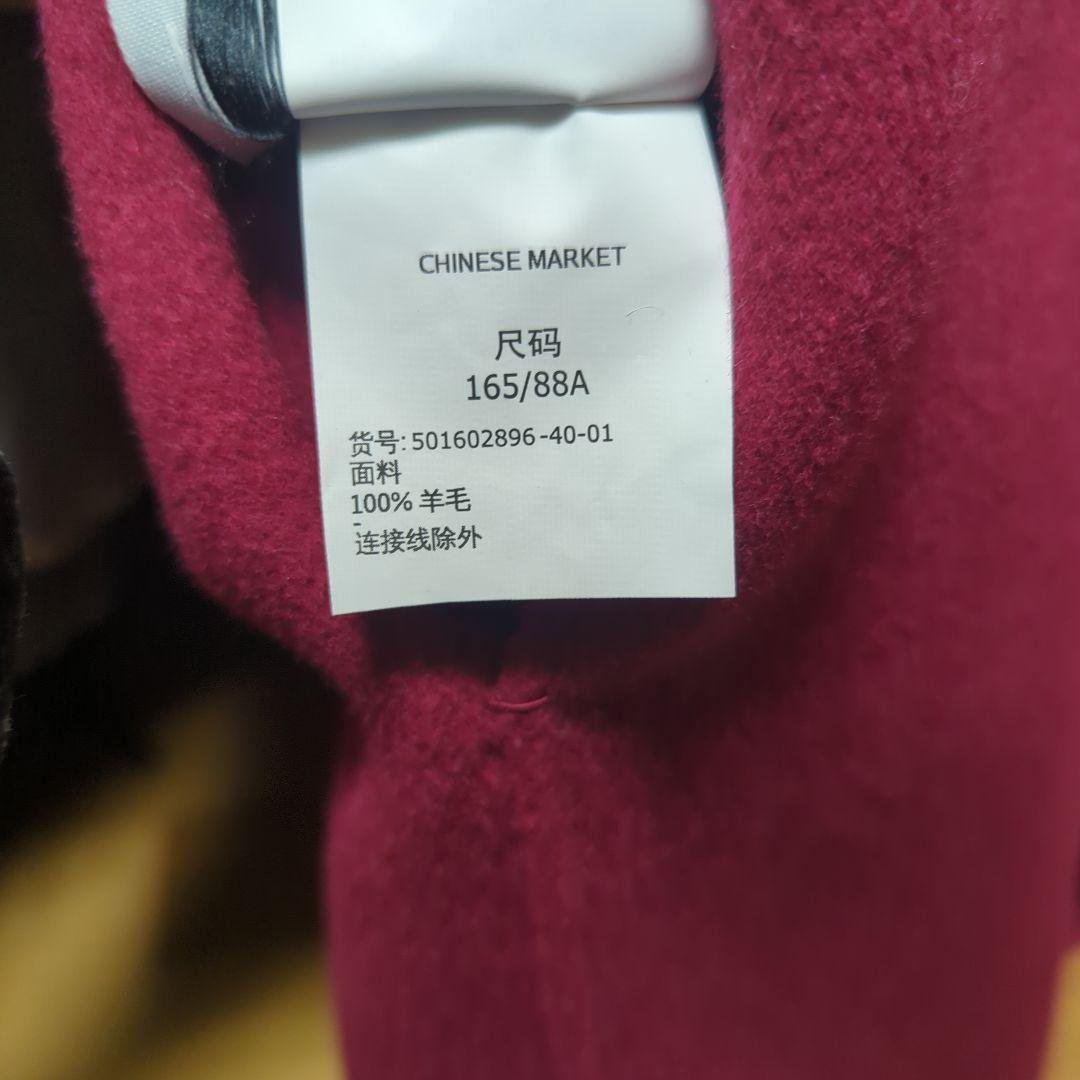 CHINESE MARKET
尺码
165/88A
货号: 501602896-40-01
面料
100% 羊毛
-
连接线除外